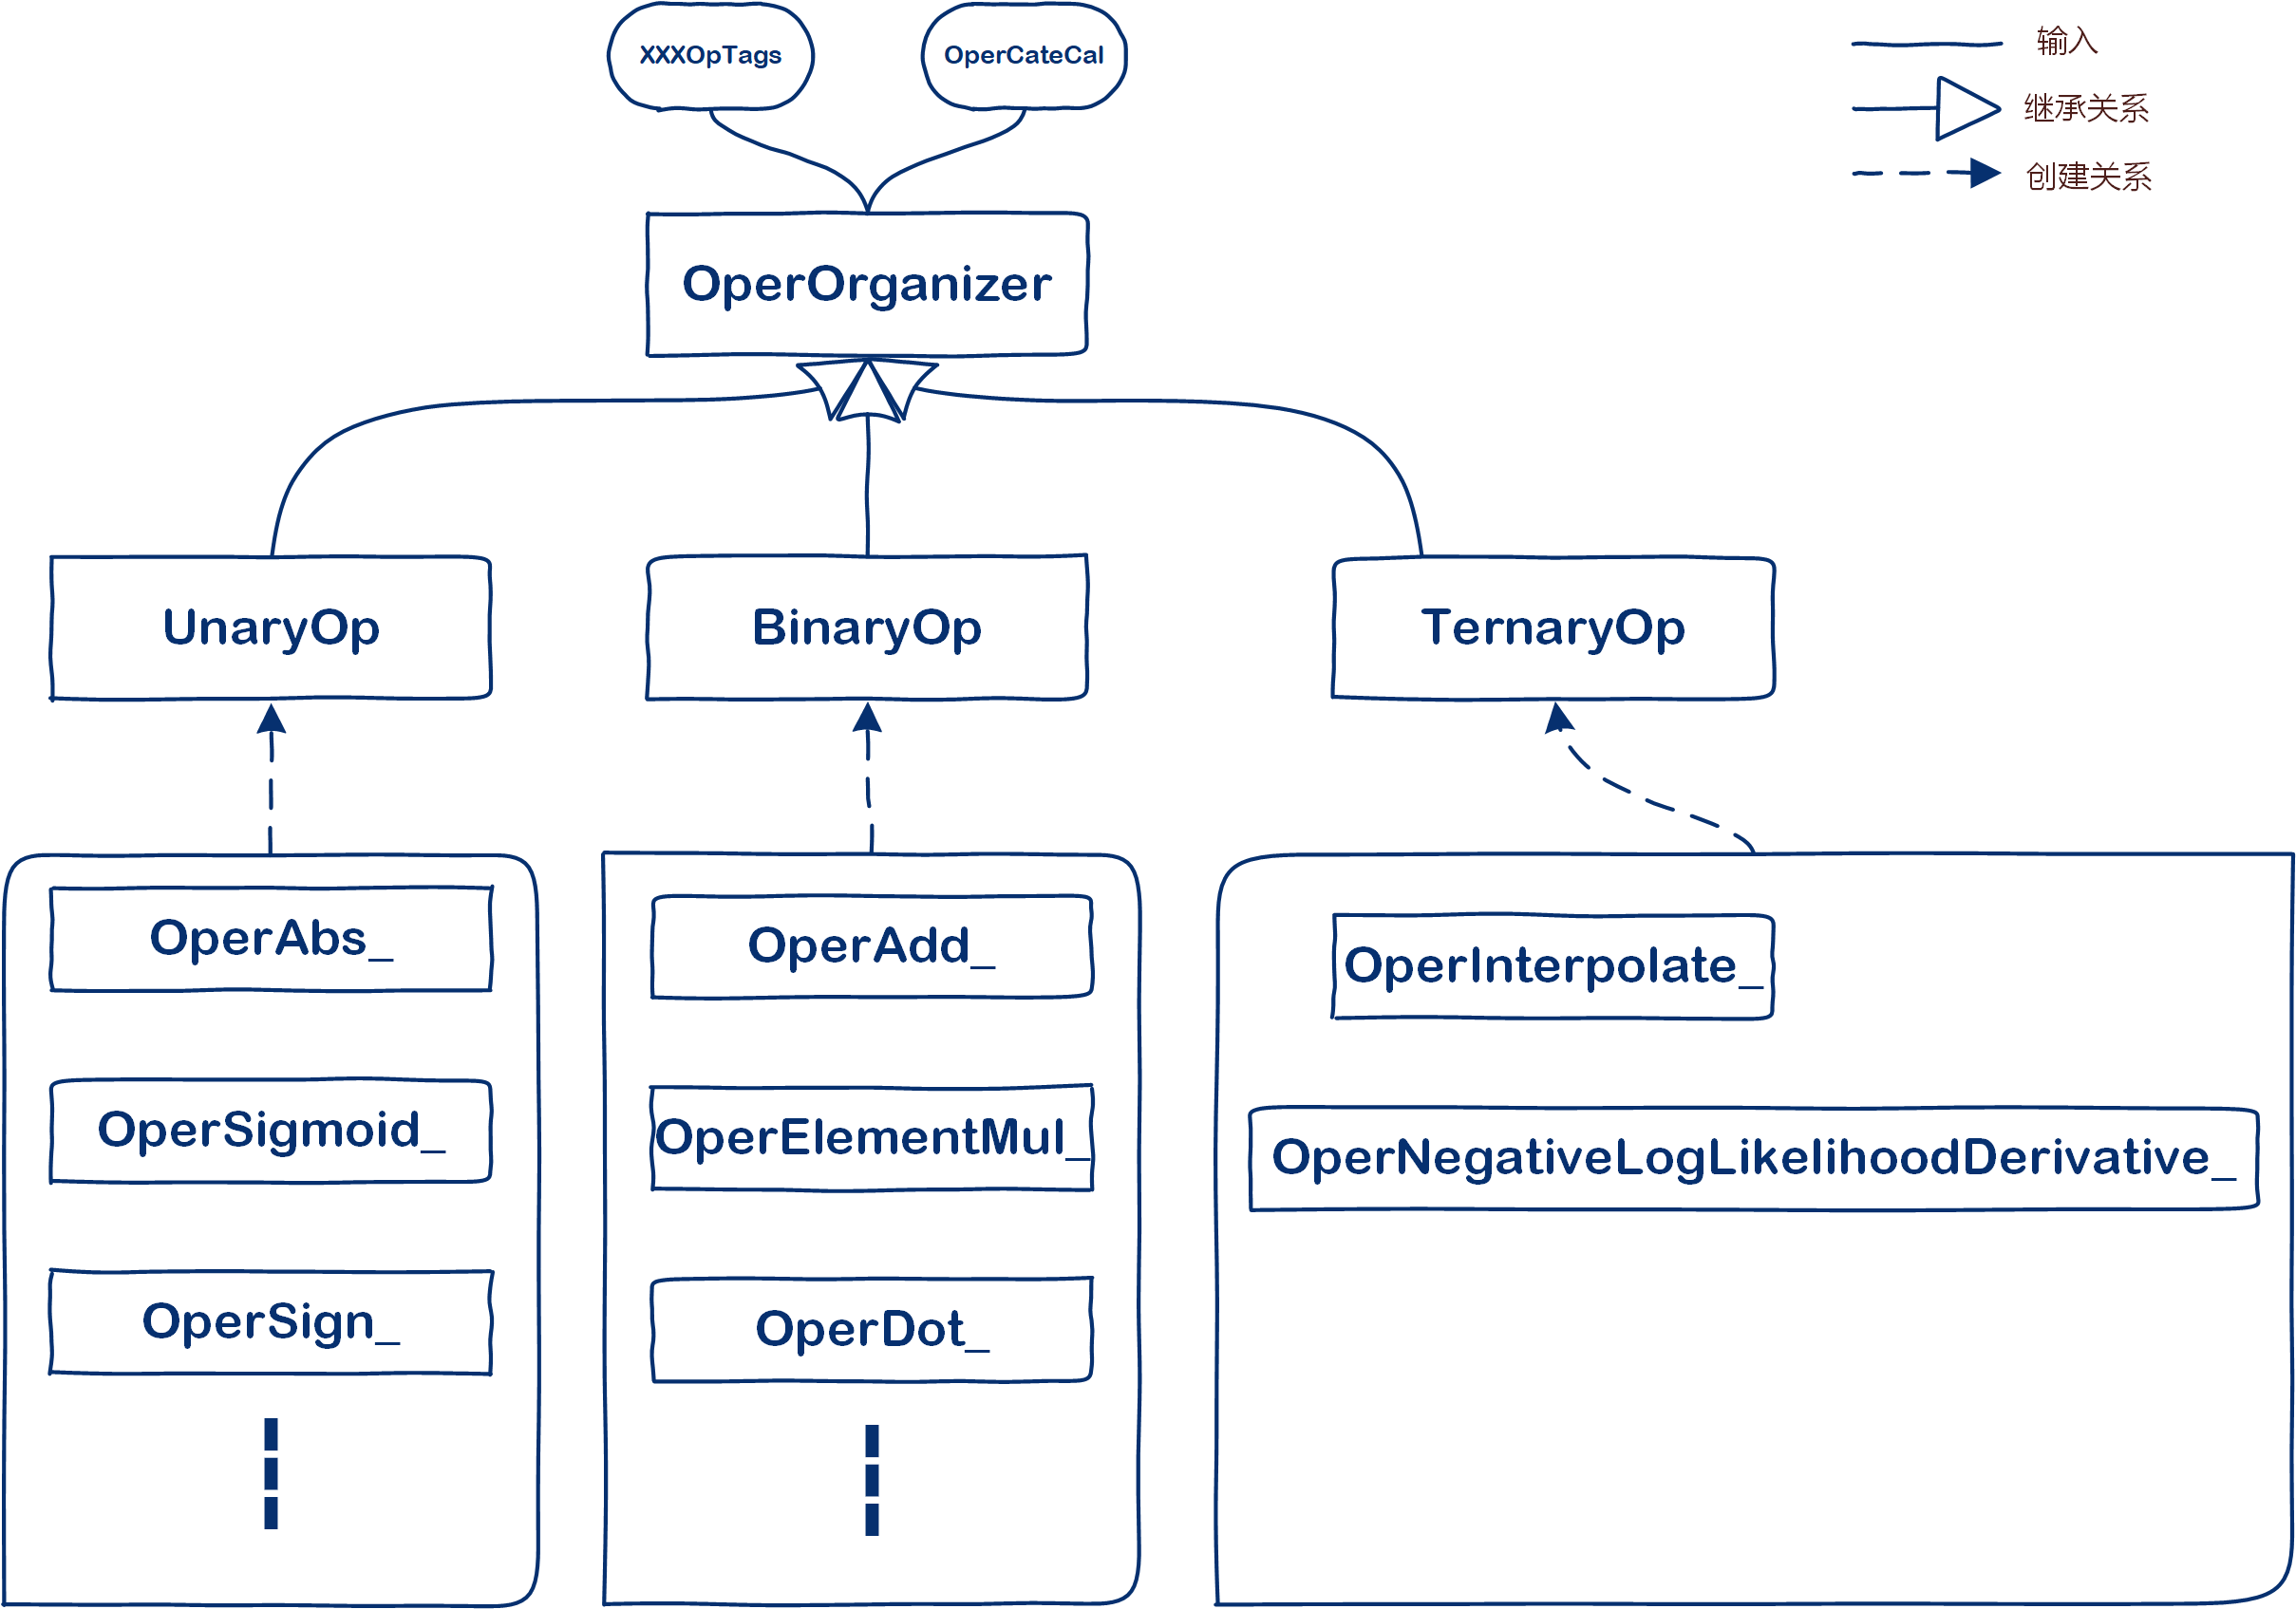 XXXOpTags
OperCateCal
输入
继承关系
创建关系
OperOrganizer
UnaryOp
BinaryOp
TernaryOp
OperAbs_
OperSigmoid_
OperSign_
OperAdd_
OperElementMul_
OperDot_
OperInterpolate_
OperNegativeLogLikelihoodDerivative_